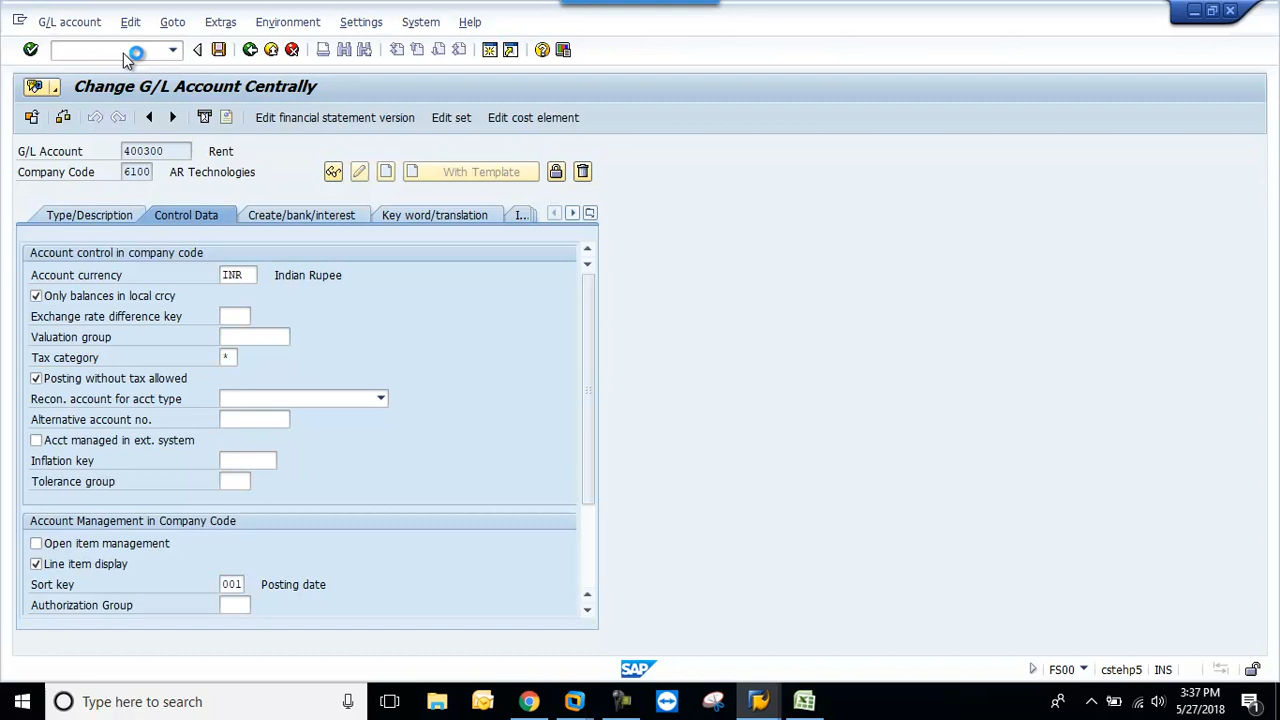 G/L account Edit Goto Extras Environment Settings System Help
Change G/L Account Centrally
Edit financial statement version Edit set Edit cost element
G/L Account 400300 Rent
Company Code 6100 AR Technologies With Template
Type/Description Control Data Create/bank/interest Key word/translation I...
Account control in company code
Account currency INR Indian Rupee
Only balances in local crcy
Exchange rate difference key
Valuation group
Tax category *
Posting without tax allowed
Recon. account for acct type
Alternative account no.
Acct managed in ext. system
Inflation key
Tolerance group
Account Management in Company Code
Open item management
Line item display
Sort key 001 Posting date
Authorization Group
SAP FS00 cstehp5 INS
Type here to search
3:37 PM
5/27/2018
1